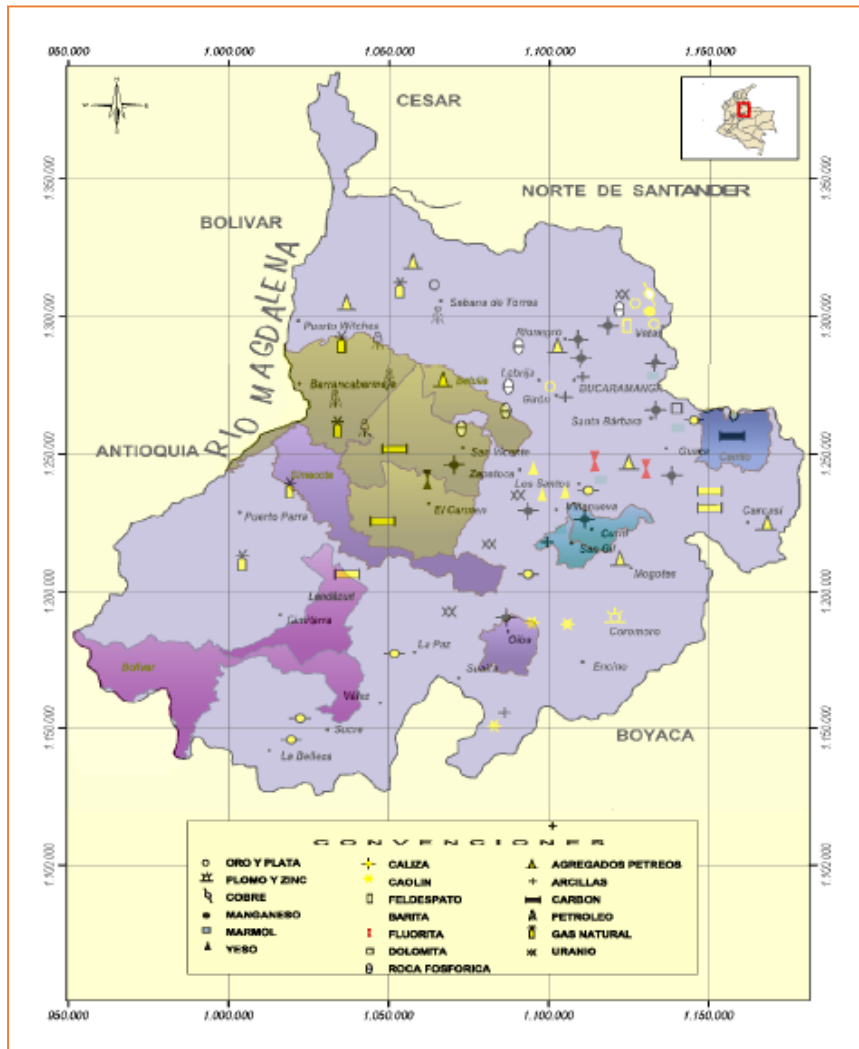 950.000 1.000.000 1.050.000 1.100.000 1.150.000
CESAR
NORTE DE SANTANDER
BOLIVAR
RIO MAGDALENA
ANTIOQUIA
BOYACA
1.350.000 1.350.000
1.300.000 1.300.000
1.250.000 1.250.000
1.200.000 1.200.000
1.150.000 1.150.000
1.100.000 1.100.000
Sabana de Torres
Puerto Wilches
Rionegro
Vetas
Barrancabermeja
Betulia
Lebrija
Girón
BUCARAMANGA
Santa Bárbara
San Vicente
Guaca
Cerrito
Simacota
Zapatoca
Los Santos
El Carmen
Villanueva
Carcasi
Puerto Parra
Curití
San Gil
Mogotes
Landázuri
Cimitarra
Oiba
Coromoro
Bolívar
La Paz
Suaita
Encino
Vélez
Sucre
La Belleza
CONVENCIONES
ORO Y PLATA
PLOMO Y ZINC
COBRE
MANGANESO
MARMOL
YESO
CALIZA
CAOLIN
FELDESPATO
BARITA
FLUORITA
DOLOMITA
ROCA FOSFORICA
AGREGADOS PETREOS
ARCILLAS
CARBON
PETROLEO
GAS NATURAL
URANIO
950.000 1.000.000 1.050.000 1.100.000 1.150.000